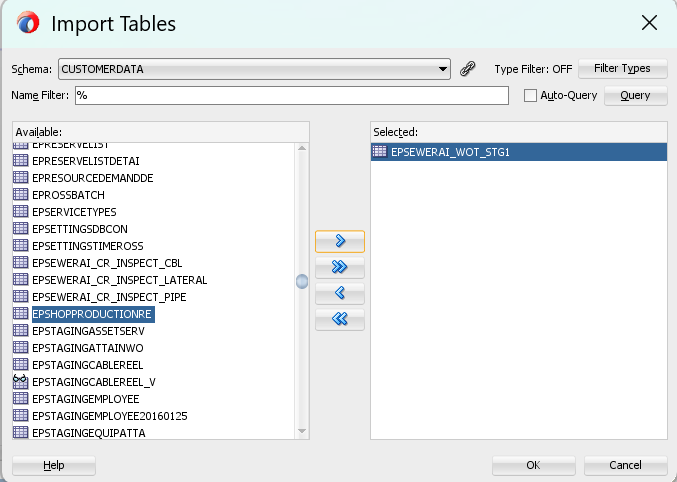 Import Tables
Schema: CUSTOMERDATA Type Filter: OFF Filter Types
Name Filter: % Auto-Query Query
Available:
EPRESERVELIST
EPRESERVELISTDETAI
EPRESOURCEDEMANDDE
EPROSSBATCH
EPSERVICETYPES
EPSETTINGSDBCON
EPSETTINGSTIMEROSS
EPSEWERAI_CR_INSPECT_CBL
EPSEWERAI_CR_INSPECT_LATERAL
EPSEWERAI_CR_INSPECT_PIPE
EPSHOPPRODUCTIONRE
EPSTAGINGASSETSERV
EPSTAGINGATTAINWO
EPSTAGINGCABLEREEL
EPSTAGINGCABLEREEL_V
EPSTAGINGEMPLOYEE
EPSTAGINGEMPLOYEE20160125
EPSTAGINGEQUIPATTA
Selected:
EPSEWERAI_WOT_STG1
Help OK Cancel